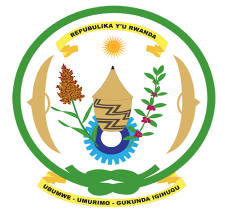 REPUBULIKA Y'U RWANDA
UBUMWE - UMURIMO - GUKUNDA IGIHUGU